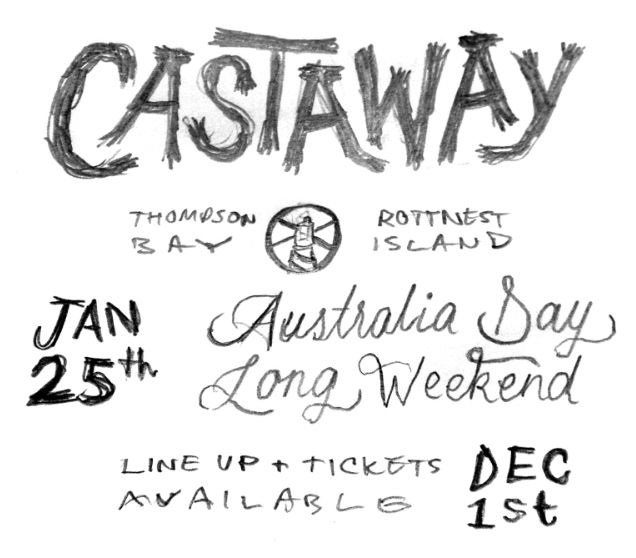 CASTAWAY
THOMPSON BAY
ROTTNEST ISLAND
JAN 25th
Australia Day
Long Weekend
LINE UP + TICKETS
AVAILABLE
DEC 1st